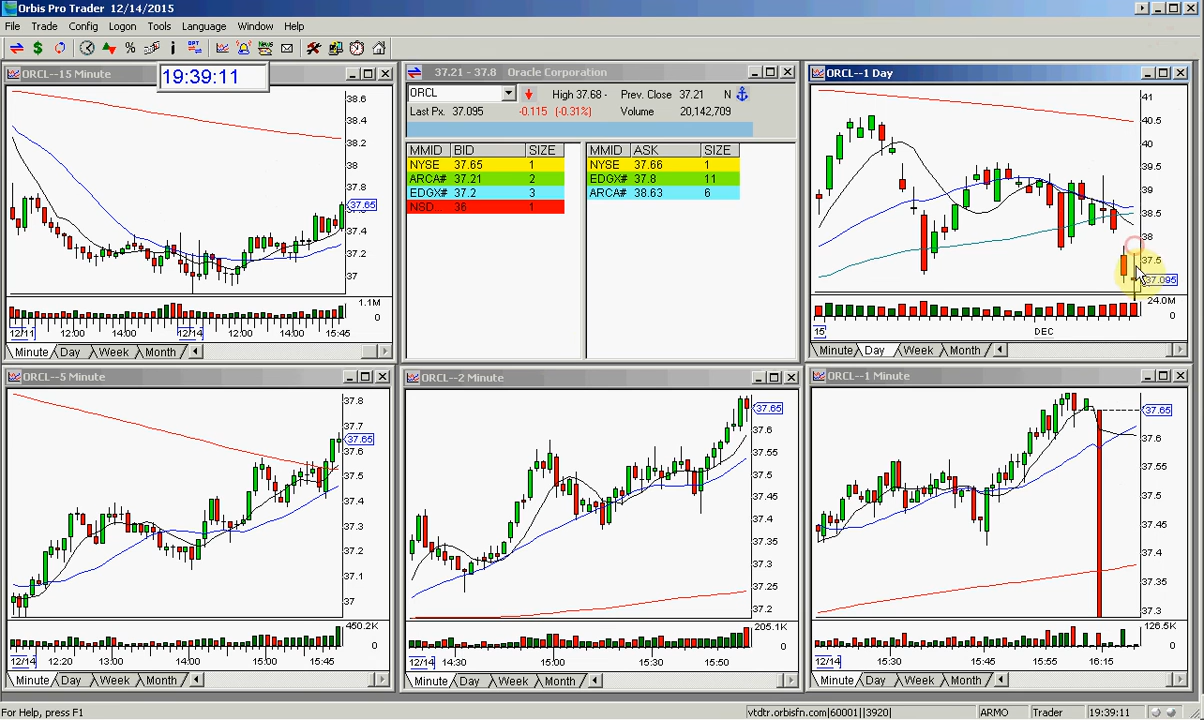 Orbis Pro Trader 12/14/2015
File Trade Config Logon Tools Language Window Help
ORCL--15 Minute
19:39:11
38.6
38.4
38.2
38
37.8
37.65
37.4
37.2
37
1.1M
0
12/11 12:00 14:00 12/14 12:00 14:00 15:45
Minute Day Week Month
37.21 - 37.8 Oracle Corporation
ORCL High 37.68 - Prev. Close 37.21 N
Last Px. 37.095 -0.115 (-0.31%) Volume 20,142,709
MMID BID SIZE
NYSE 37.65 1
ARCA# 37.21 2
EDGX# 37.2 3
NSD... 36 1
MMID ASK SIZE
NYSE 37.66 1
EDGX# 37.8 11
ARCA# 38.63 6
ORCL--1 Day
41
40.5
40
39.5
39
38.5
38
37.5
37.095
24.0M
0
15 DEC
Minute Day Week Month
ORCL--5 Minute
37.8
37.7
37.65
37.6
37.5
37.4
37.3
37.2
37.1
37
450.2K
0
12/14 12:20 13:00 14:00 15:00 15:45
Minute Day Week Month
ORCL--2 Minute
37.65
37.6
37.55
37.5
37.45
37.4
37.35
37.3
37.25
37.2
205.1K
0
12/14 14:30 15:00 15:30 15:50
Minute Day Week Month
ORCL--1 Minute
37.65
37.6
37.55
37.5
37.45
37.4
37.35
37.3
126.5K
0
12/14 15:30 15:45 15:55 16:15
Minute Day Week Month
For Help, press F1
vtdtr.orbisfn.com|60001||3920| ARMO Trader 19:39:11